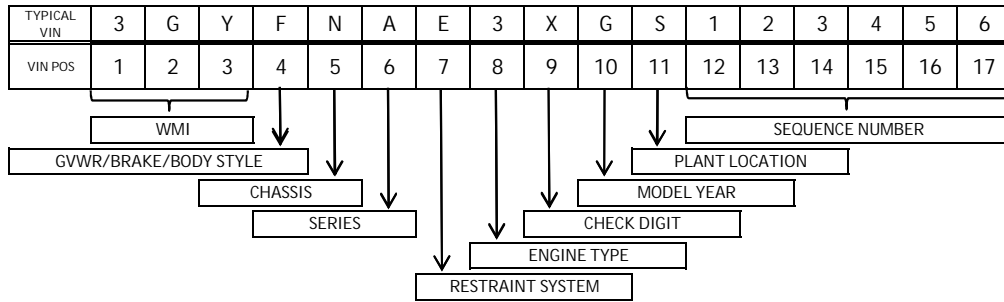 TYPICAL VIN 3 G Y F N A E 3 X G S 1 2 3 4 5 6
VIN POS 1 2 3 4 5 6 7 8 9 10 11 12 13 14 15 16 17
WMI SEQUENCE NUMBER
GVWR/BRAKE/BODY STYLE PLANT LOCATION
CHASSIS MODEL YEAR
SERIES CHECK DIGIT
ENGINE TYPE
RESTRAINT SYSTEM